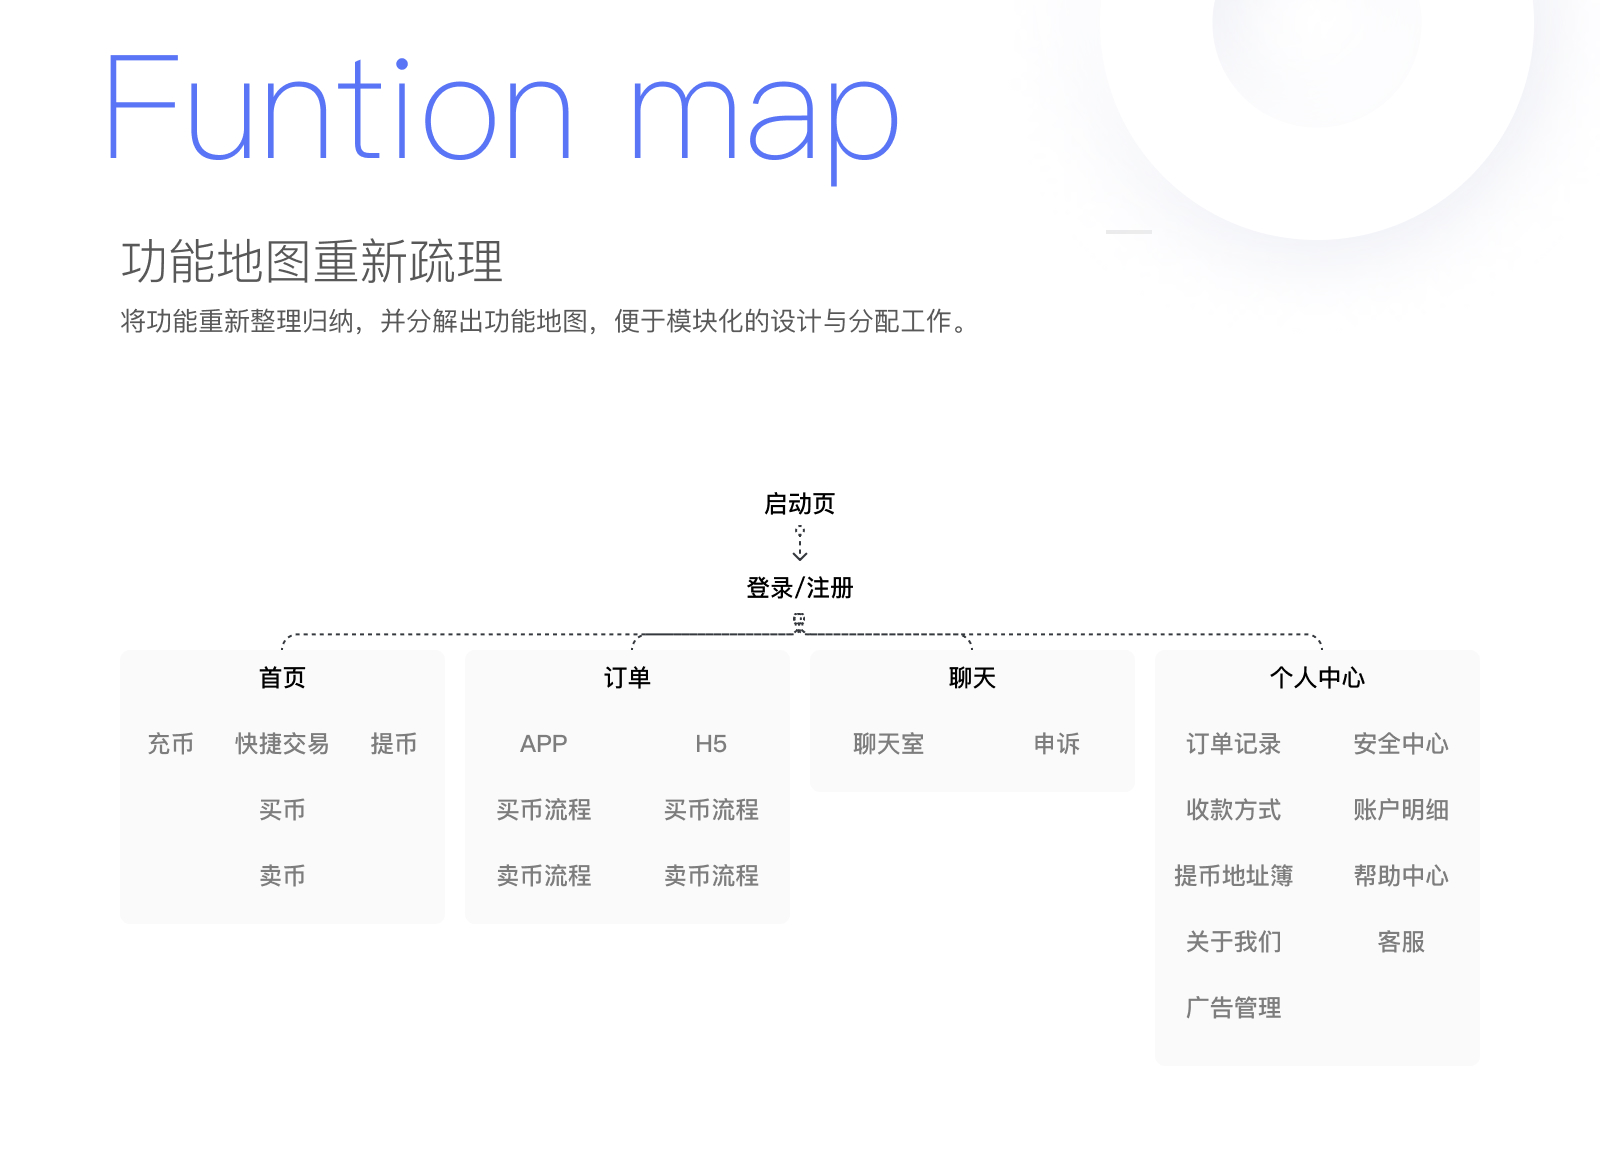 Funtion map
功能地图重新疏理
将功能重新整理归纳，并分解出功能地图，便于模块化的设计与分配工作。
启动页
登录/注册
首页
充币 快捷交易 提币
买币
卖币
订单
APP H5
买币流程 买币流程
卖币流程 卖币流程
聊天
聊天室 申诉
个人中心
订单记录 安全中心
收款方式 账户明细
提币地址簿 帮助中心
关于我们 客服
广告管理